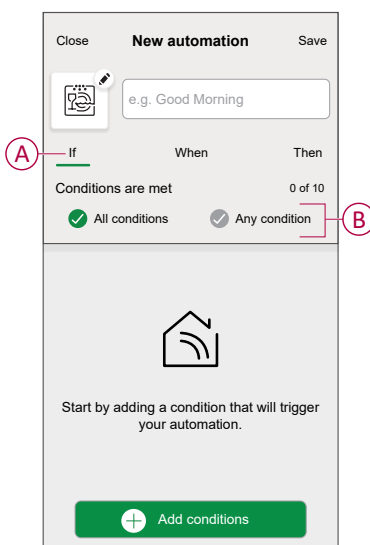 Close New automation Save
e.g. Good Morning
A If When Then
Conditions are met 0 of 10
All conditions Any condition B
Start by adding a condition that will trigger
your automation.
Add conditions